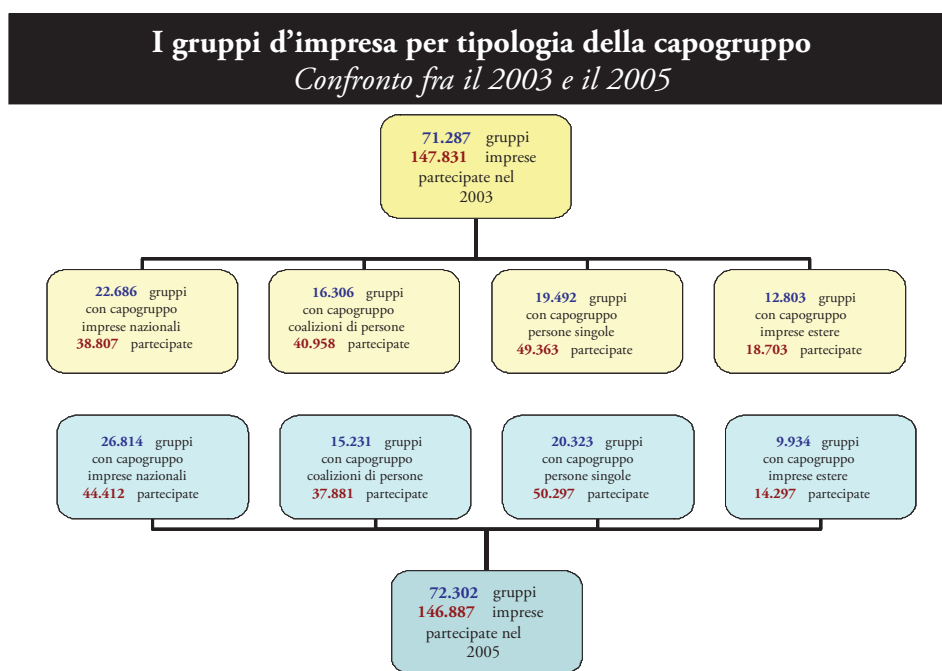 I gruppi d'impresa per tipologia della capogruppo
Confronto fra il 2003 e il 2005
71.287 gruppi
147.831 imprese
partecipate nel
2003
22.686 gruppi
con capogruppo
imprese nazionali
38.807 partecipate
16.306 gruppi
con capogruppo
coalizioni di persone
40.958 partecipate
19.492 gruppi
con capogruppo
persone singole
49.363 partecipate
12.803 gruppi
con capogruppo
imprese estere
18.703 partecipate
26.814 gruppi
con capogruppo
imprese nazionali
44.412 partecipate
15.231 gruppi
con capogruppo
coalizioni di persone
37.881 partecipate
20.323 gruppi
con capogruppo
persone singole
50.297 partecipate
9.934 gruppi
con capogruppo
imprese estere
14.297 partecipate
72.302 gruppi
146.887 imprese
partecipate nel
2005